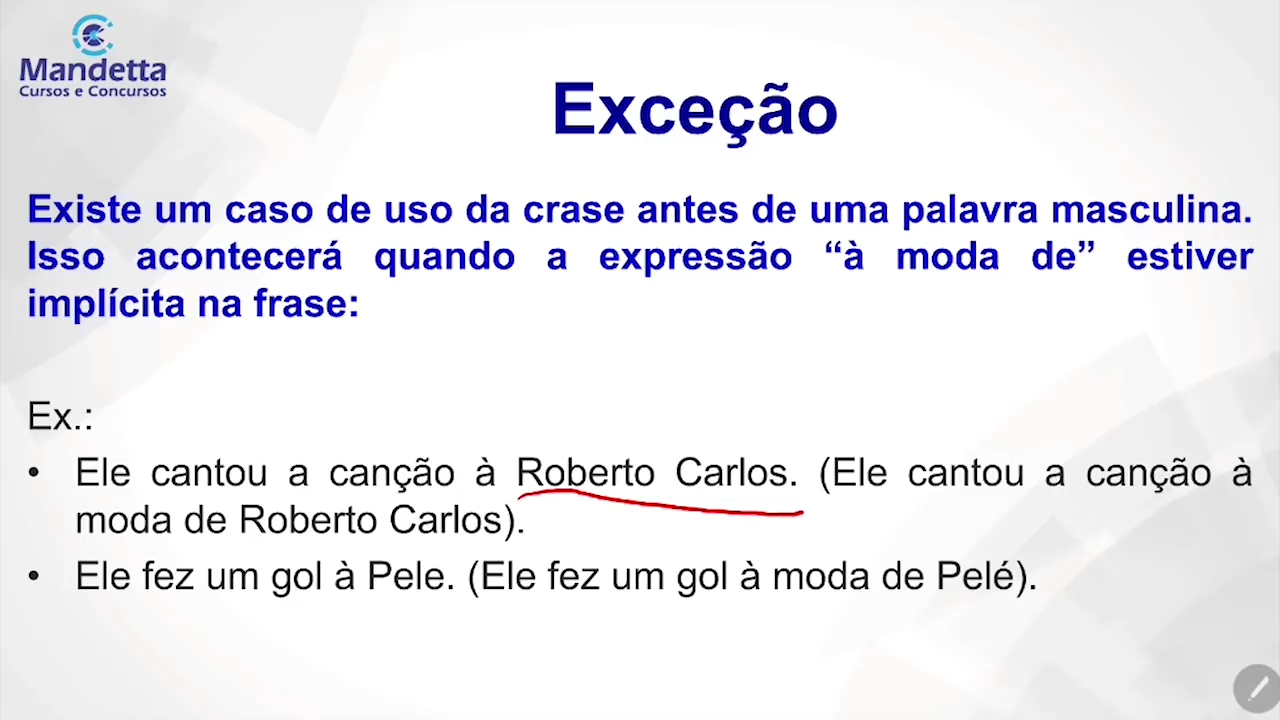 Mandetta
Cursos e Concursos
Exceção
Existe um caso de uso da crase antes de uma palavra masculina.
Isso acontecerá quando a expressão “à moda de” estiver
implícita na frase:
Ex.:
• Ele cantou a canção à Roberto Carlos. (Ele cantou a canção à
moda de Roberto Carlos).
• Ele fez um gol à Pele. (Ele fez um gol à moda de Pelé).